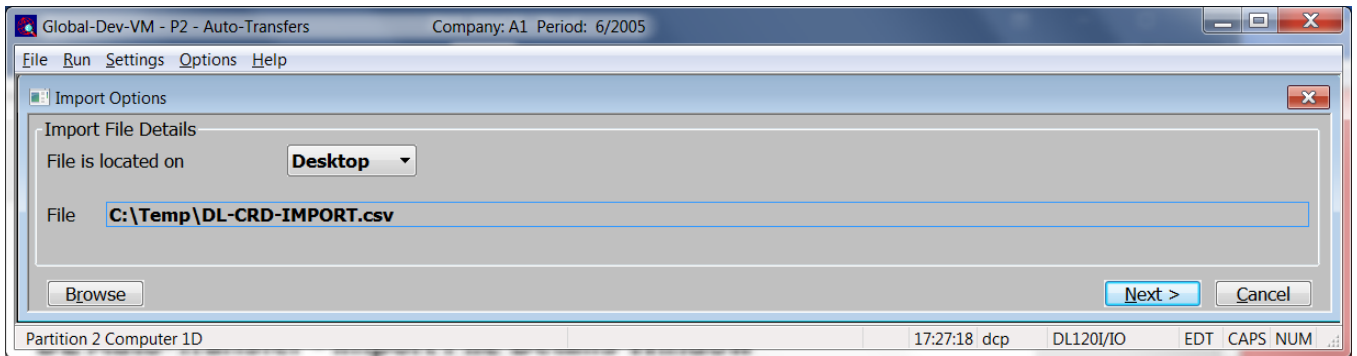 Global-Dev-VM - P2 - Auto-Transfers Company: A1 Period: 6/2005
File Run Settings Options Help
Import Options
Import File Details
File is located on Desktop
File C:\Temp\DL-CRD-IMPORT.csv
Browse Next > Cancel
Partition 2 Computer 1D 17:27:18 dcp DL120I/IO EDT CAPS NUM